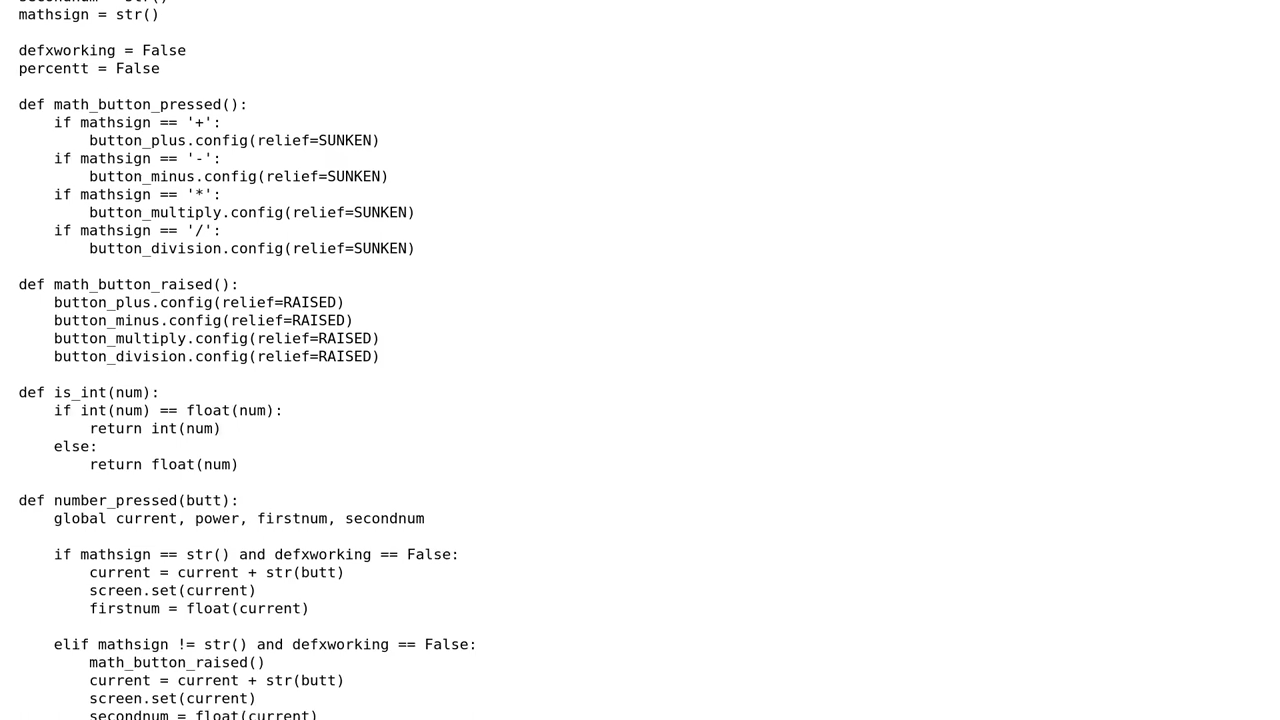 mathsign = str()
defxworking = False
percentt = False
def math_button_pressed():
    if mathsign == '+':
        button_plus.config(relief=SUNKEN)
    if mathsign == '-':
        button_minus.config(relief=SUNKEN)
    if mathsign == '*':
        button_multiply.config(relief=SUNKEN)
    if mathsign == '/':
        button_division.config(relief=SUNKEN)
def math_button_raised():
    button_plus.config(relief=RAISED)
    button_minus.config(relief=RAISED)
    button_multiply.config(relief=RAISED)
    button_division.config(relief=RAISED)
def is_int(num):
    if int(num) == float(num):
        return int(num)
    else:
        return float(num)
def number_pressed(butt):
    global current, power, firstnum, secondnum
    if mathsign == str() and defxworking == False:
        current = current + str(butt)
        screen.set(current)
        firstnum = float(current)
    elif mathsign != str() and defxworking == False:
        math_button_raised()
        current = current + str(butt)
        screen.set(current)
        secondnum = float(current)